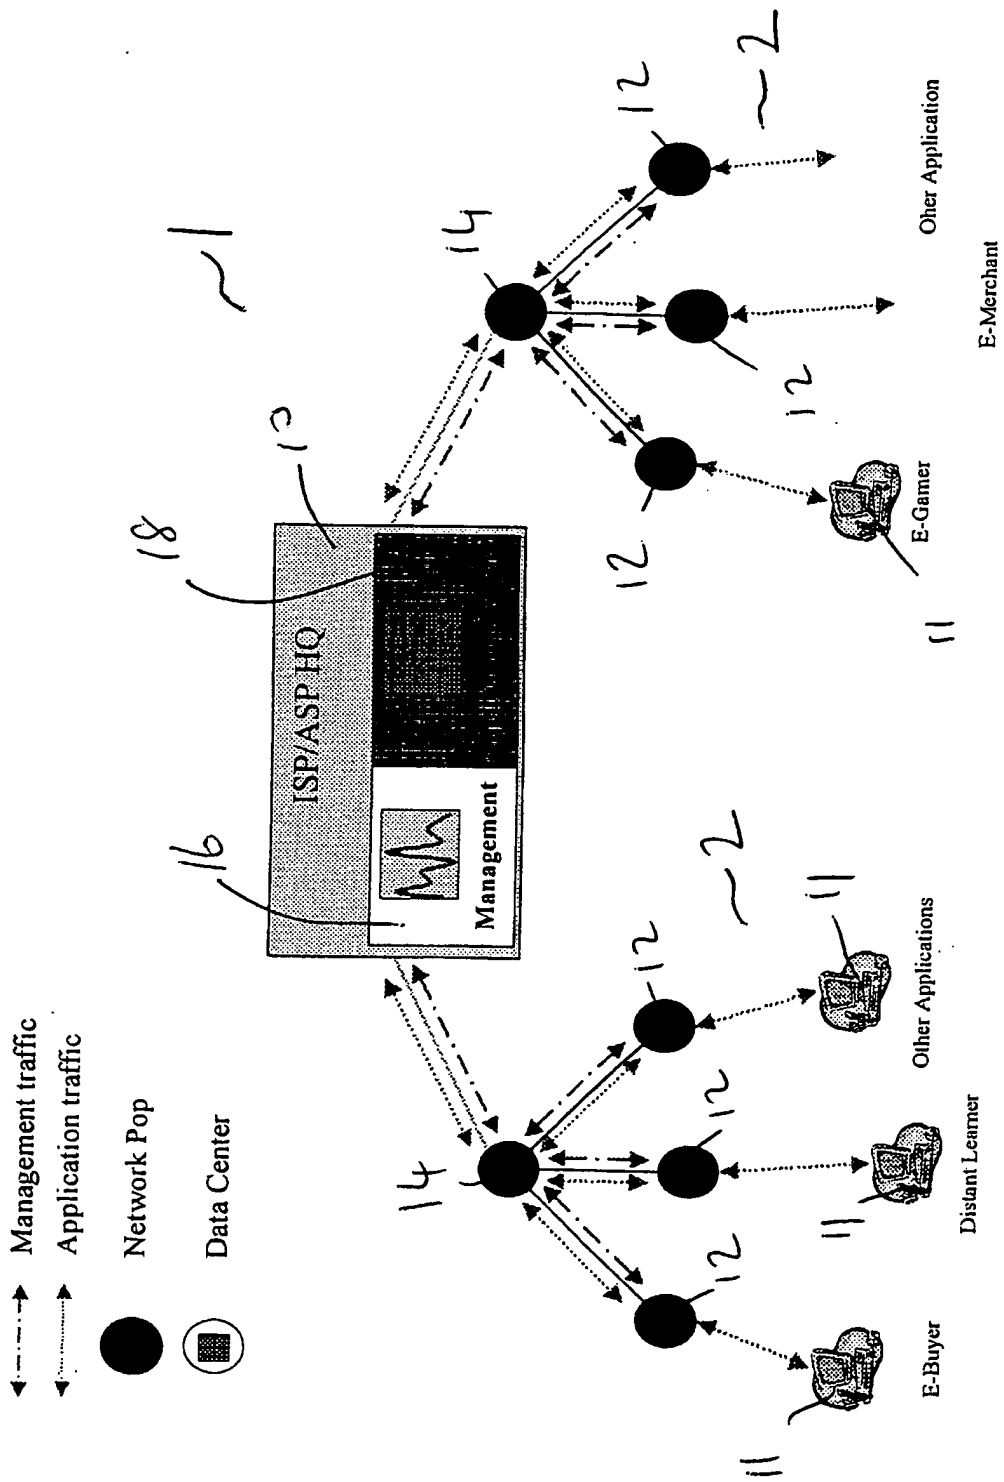 Management traffic
Application traffic
Network Pop
Data Center
~1
18
16
10
ISP/ASP HQ
14
14
Management
12
12
12
12
12
~2
~2
12
11
11
11
11
E-Buyer
Other Applications
E-Gamer
Oher Application
Distant Learner
E-Merchant